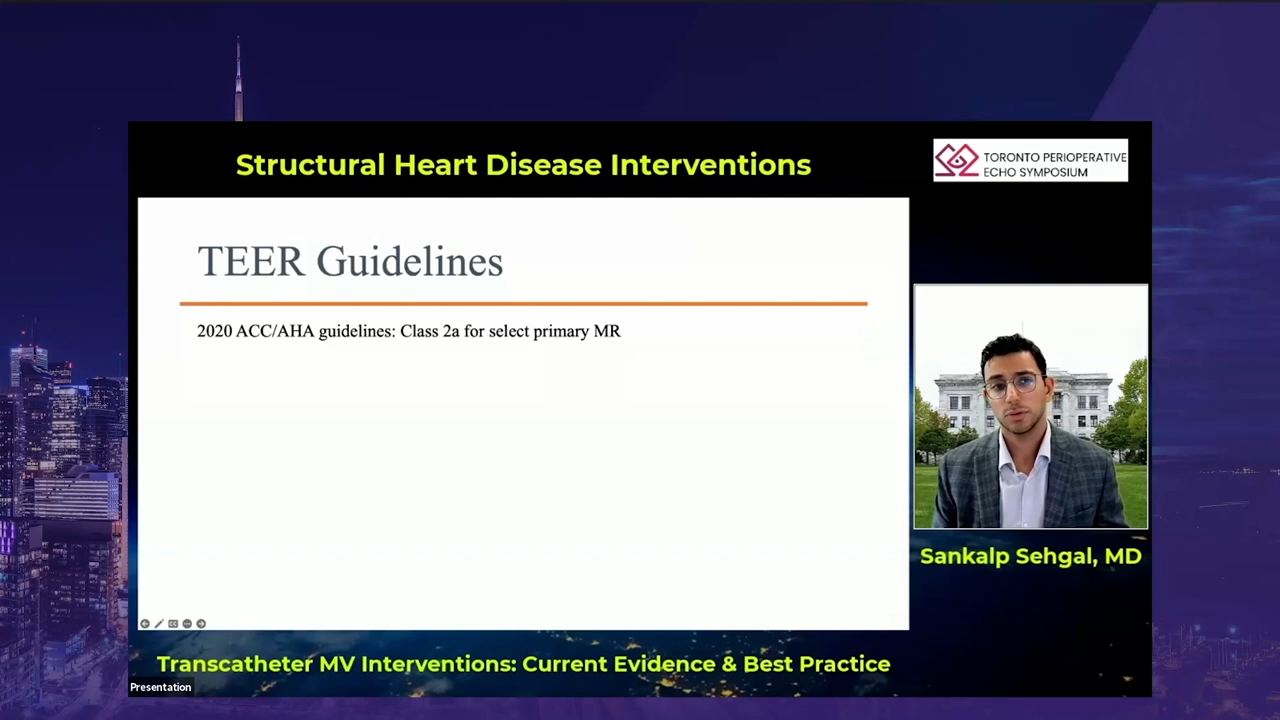 Structural Heart Disease Interventions
TORONTO PERIOPERATIVE
ECHO SYMPOSIUM
TEER Guidelines
2020 ACC/AHA guidelines: Class 2a for select primary MR
Sankalp Sehgal, MD
Transcatheter MV Interventions: Current Evidence & Best Practice
Presentation